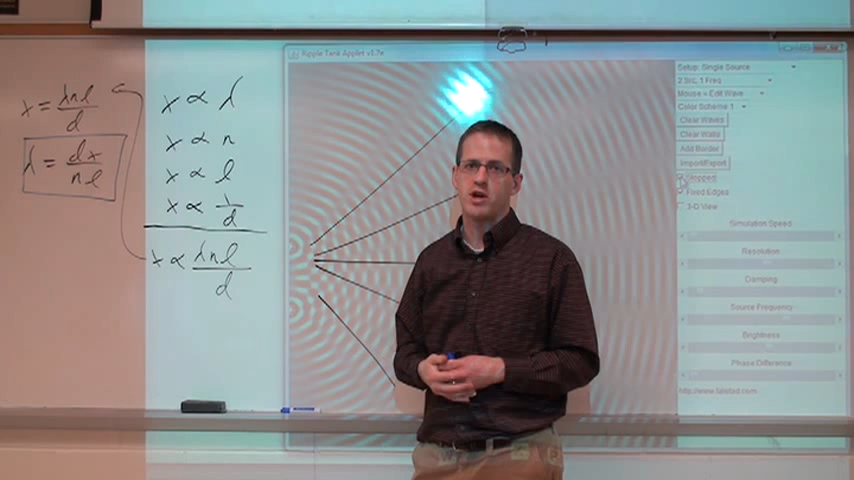 x = λnl/d
λ = dx/nl
x ∝ λ
x ∝ n
x ∝ l
x ∝ 1/d
x ∝ λnl/d
Ripple Tank Applet v1.7e
Setup: Single Source
2 Src, 1 Freq
Mouse = Edit Wave
Color Scheme 1
Clear Waves
Clear Walls
Add Border
Import/Export
Stopped
Fixed Edges
3-D View
Simulation Speed
Resolution
Damping
Source Frequency
Brightness
Phase Difference
http://www.falstad.com